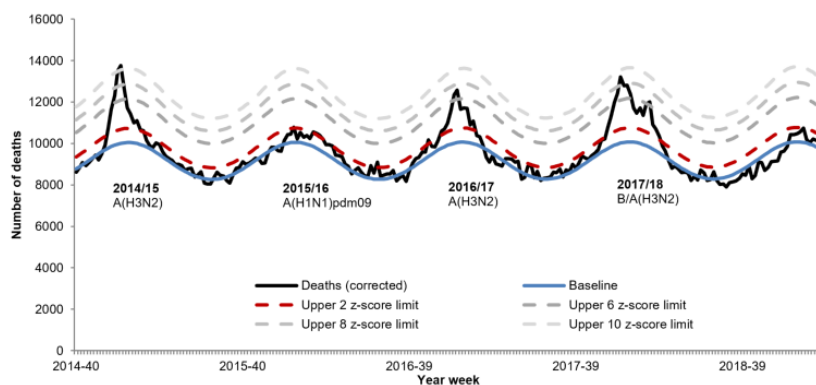 16000
14000
12000
10000
8000
6000
4000
2000
0
Number of deaths
2014/15
A(H3N2)
2015/16
A(H1N1)pdm09
2016/17
A(H3N2)
2017/18
B/A(H3N2)
Deaths (corrected)
Baseline
Upper 2 z-score limit
Upper 6 z-score limit
Upper 8 z-score limit
Upper 10 z-score limit
2014-40
2015-40
2016-39
2017-39
2018-39
Year week